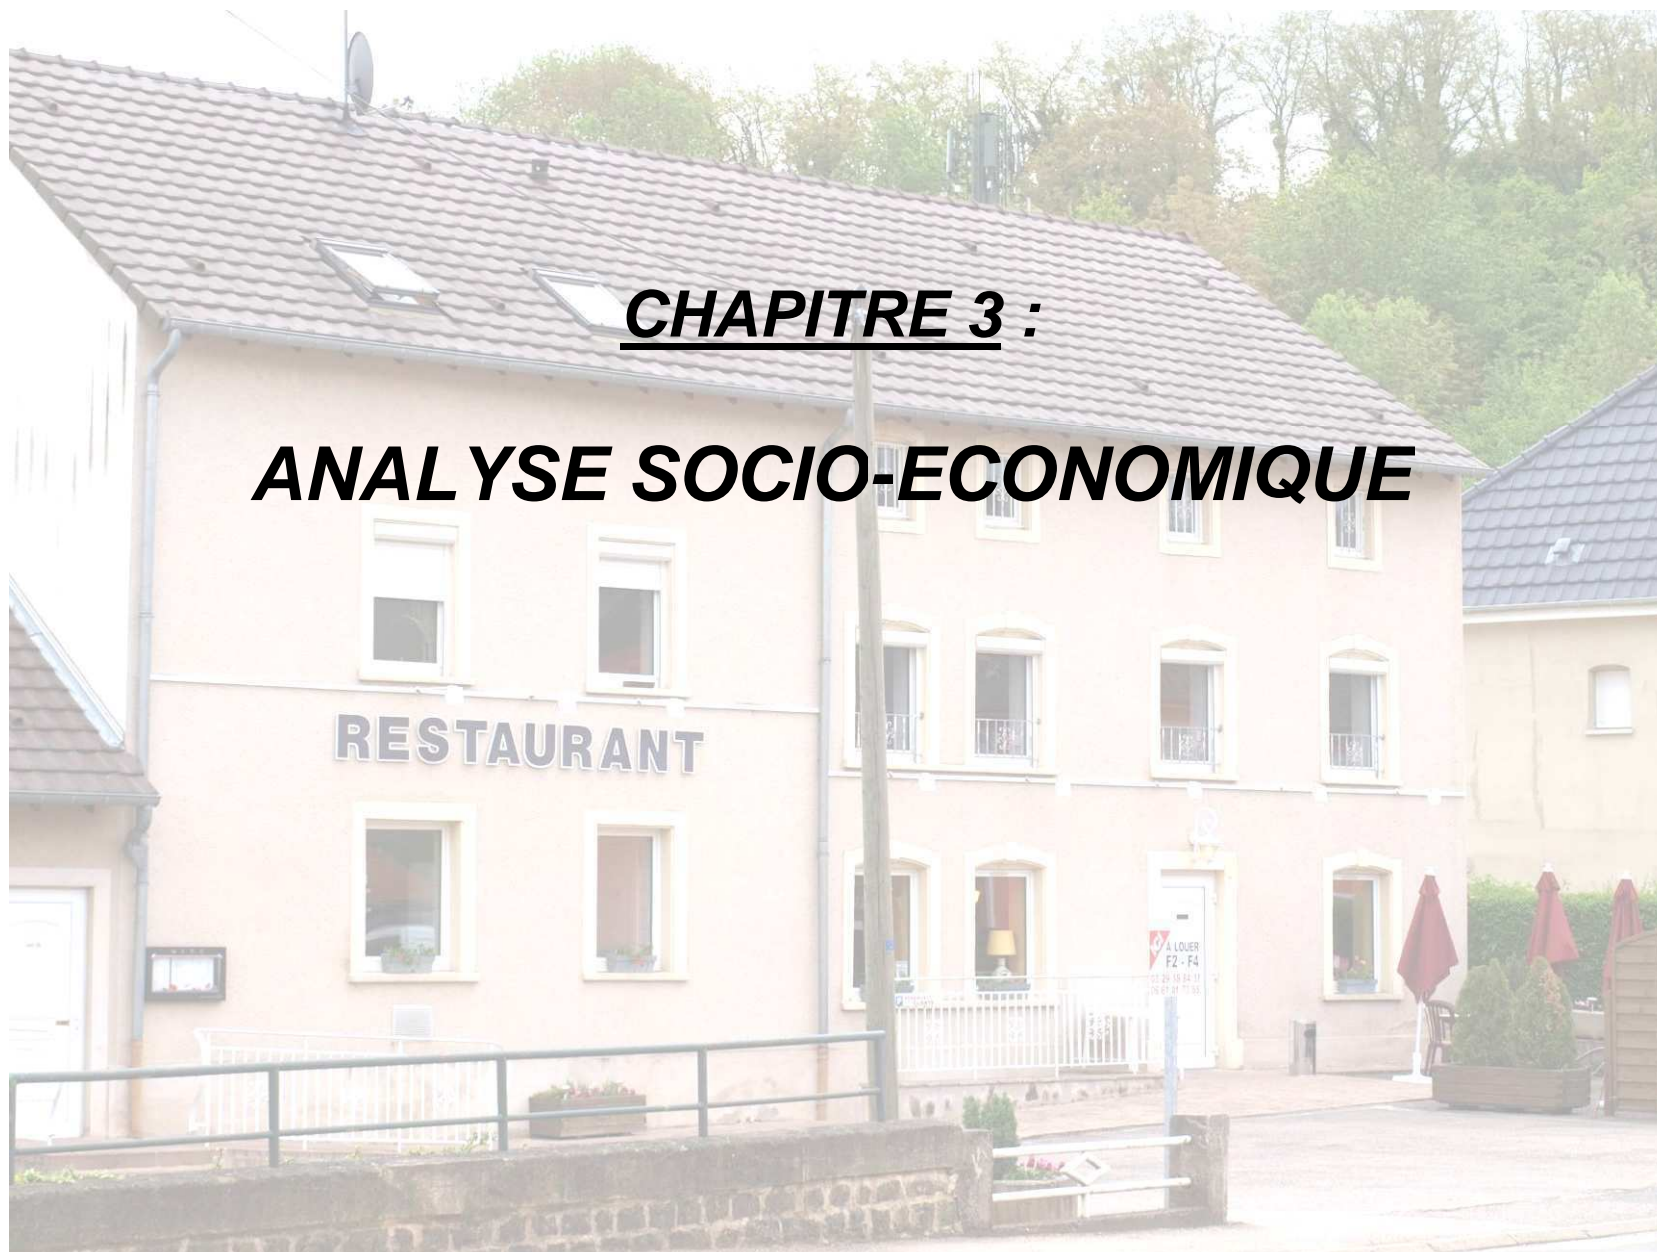 CHAPITRE 3 :
ANALYSE SOCIO-ECONOMIQUE
RESTAURANT
A LOUER
F2 - F4